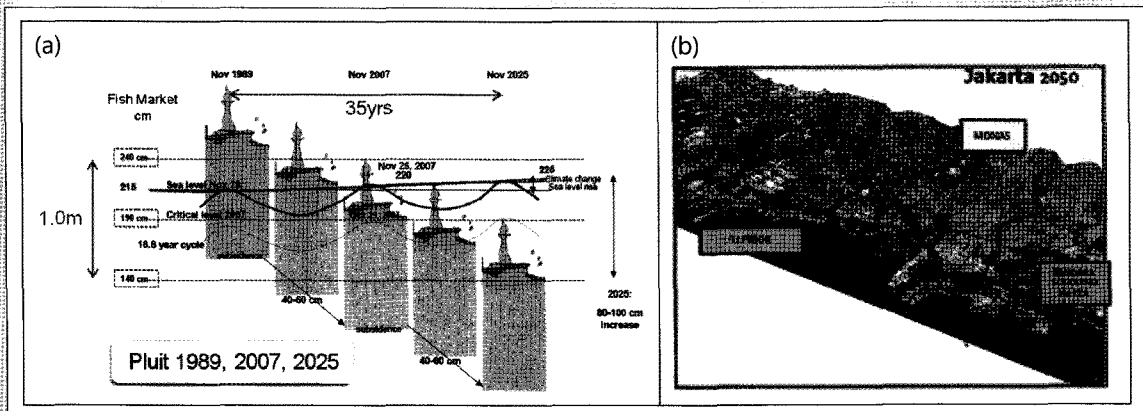 (a)
Nov 1989 Nov 2007 Nov 2025
35yrs
Fish Market
cm
240 cm
Nov 25, 2007
220
225
Climate change
Sea level rise
215 Sea level
1.0m
190 cm Critical level 2007
18.6 year cycle
140 cm
40-60 cm
subsidence
40-60 cm
2025:
80-100 cm
increase
Pluit 1989, 2007, 2025
(b)
Jakarta 2050
MONAS